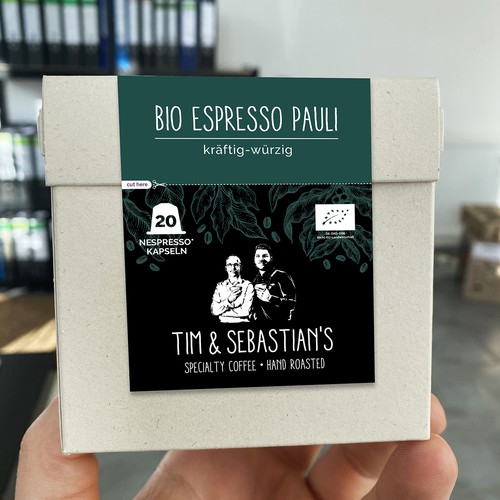 BIO ESPRESSO PAULI
kräftig-würzig
cut here
20
NESPRESSO*
KAPSELN
TIM & SEBASTIAN'S
SPECIALTY COFFEE • HAND ROASTED